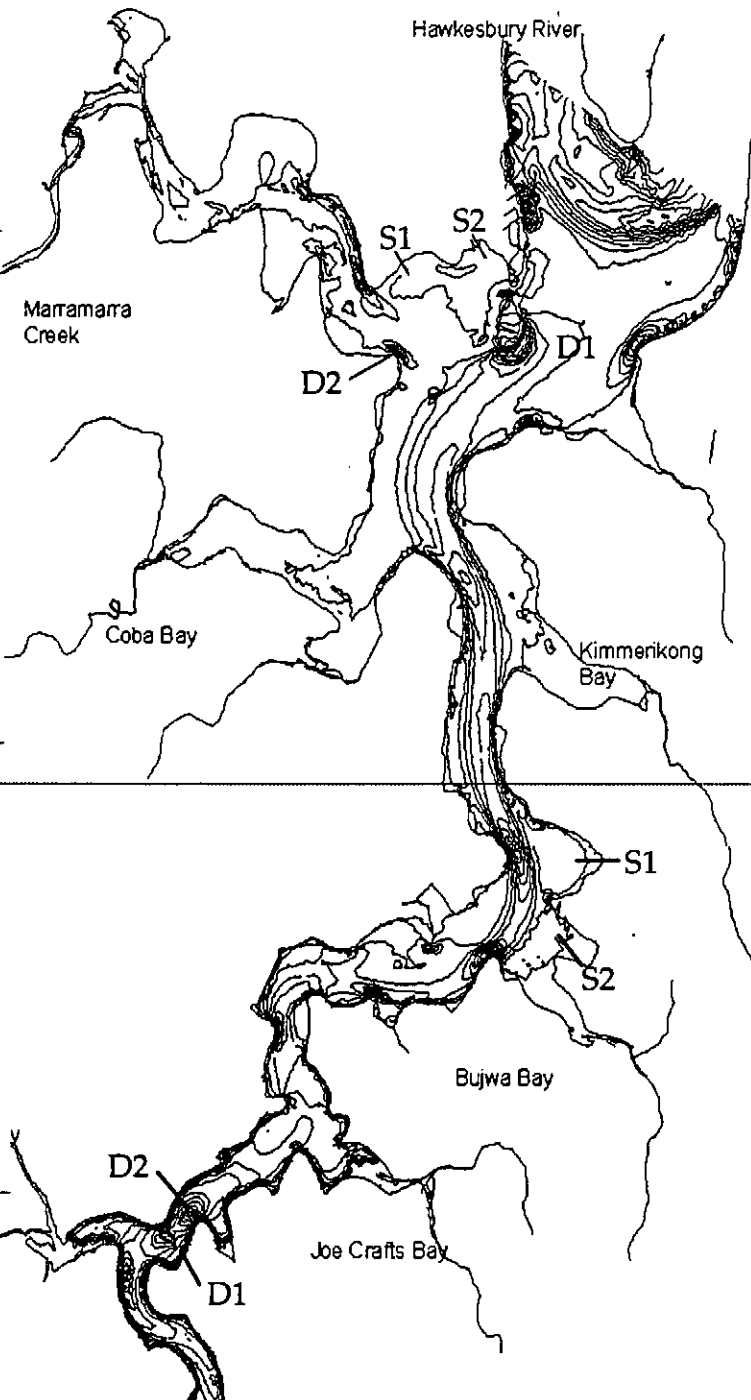 Hawkesbury River
S1
S2
Marramarra
Creek
D1
D2
Coba Bay
Kimmerikong
Bay
S1
S2
Bujwa Bay
D2
Joe Crafts Bay
D1